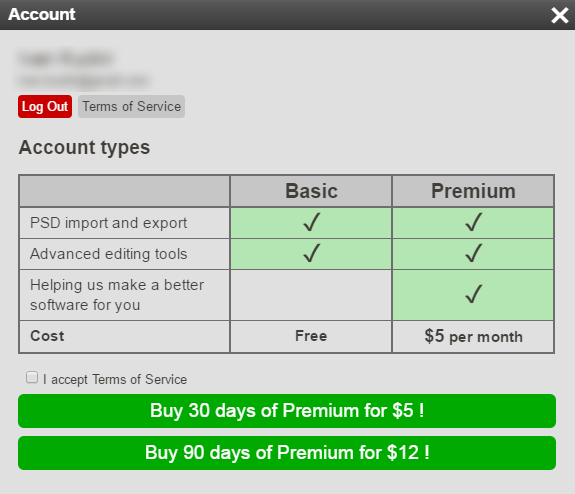 Account
Log Out
Terms of Service
Account types
Basic
Premium
PSD import and export
✓
✓
Advanced editing tools
✓
✓
Helping us make a better
software for you
✓
Cost
Free
$5 per month
I accept Terms of Service
Buy 30 days of Premium for $5 !
Buy 90 days of Premium for $12 !